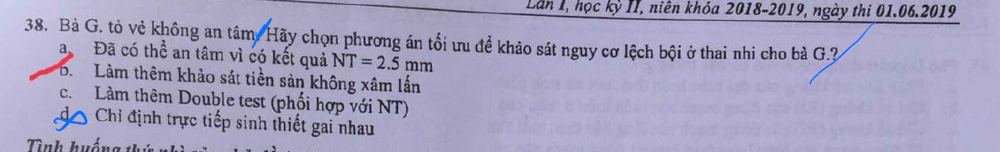 Lần 1, học kỳ II, niên khóa 2018-2019, ngày thi 01.06.2019
38. Bà G. tỏ vẻ không an tâm. Hãy chọn phương án tối ưu để khảo sát nguy cơ lệch bội ở thai nhi cho bà G.?
a. Đã có thể an tâm vì có kết quả NT = 2.5 mm
b. Làm thêm khảo sát tiền sản không xâm lấn
c. Làm thêm Double test (phối hợp với NT)
d. Chỉ định trực tiếp sinh thiết gai nhau
Tình huống thứ